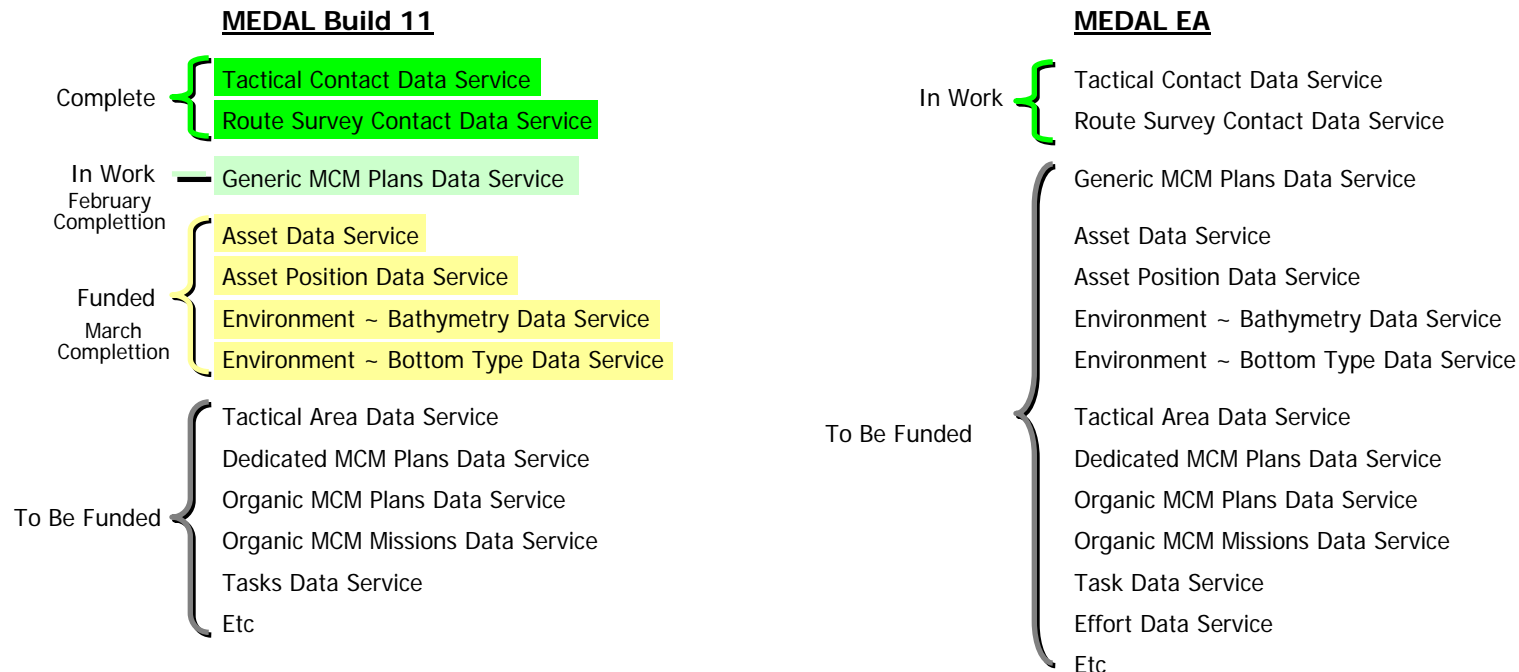 MEDAL Build 11
Complete
Tactical Contact Data Service
Route Survey Contact Data Service
In Work
February
Complettion
Generic MCM Plans Data Service
Funded
March
Complettion
Asset Data Service
Asset Position Data Service
Environment ~ Bathymetry Data Service
Environment ~ Bottom Type Data Service
To Be Funded
Tactical Area Data Service
Dedicated MCM Plans Data Service
Organic MCM Plans Data Service
Organic MCM Missions Data Service
Tasks Data Service
Etc
MEDAL EA
In Work
Tactical Contact Data Service
Route Survey Contact Data Service
To Be Funded
Generic MCM Plans Data Service
Asset Data Service
Asset Position Data Service
Environment ~ Bathymetry Data Service
Environment ~ Bottom Type Data Service
Tactical Area Data Service
Dedicated MCM Plans Data Service
Organic MCM Plans Data Service
Organic MCM Missions Data Service
Task Data Service
Effort Data Service
Etc